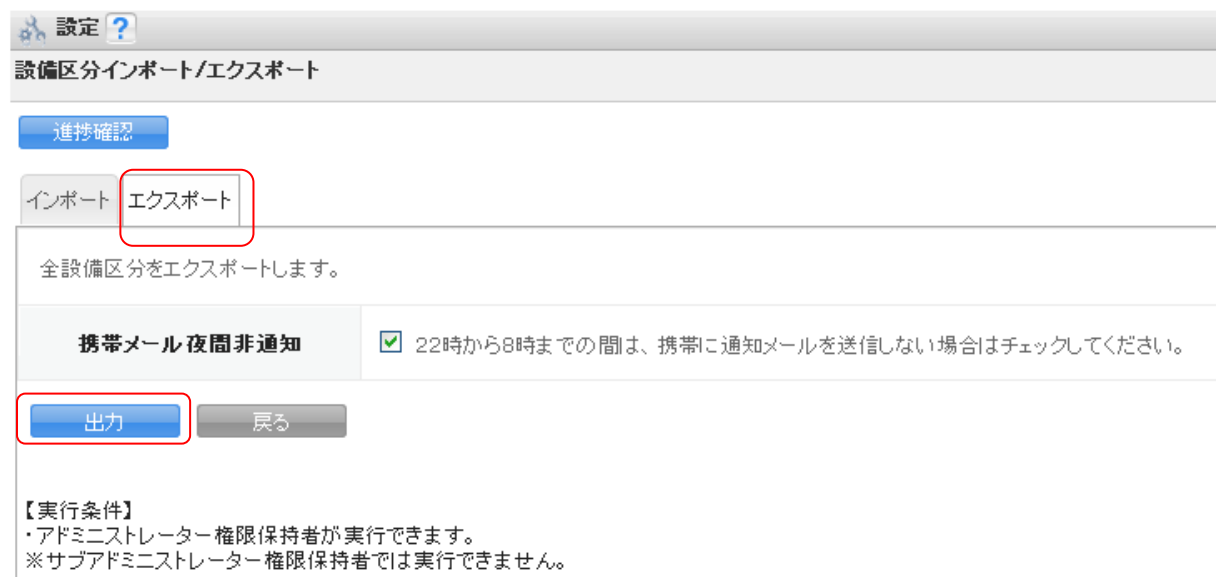 設定 ?
設備区分インポート/エクスポート
進捗確認
インポート エクスポート
全設備区分をエクスポートします。
携帯メール夜間非通知 22時から8時までの間は、携帯に通知メールを送信しない場合はチェックしてください。
出力 戻る
【実行条件】
・アドミニストレーター権限保持者が実行できます。
※サブアドミニストレーター権限保持者では実行できません。